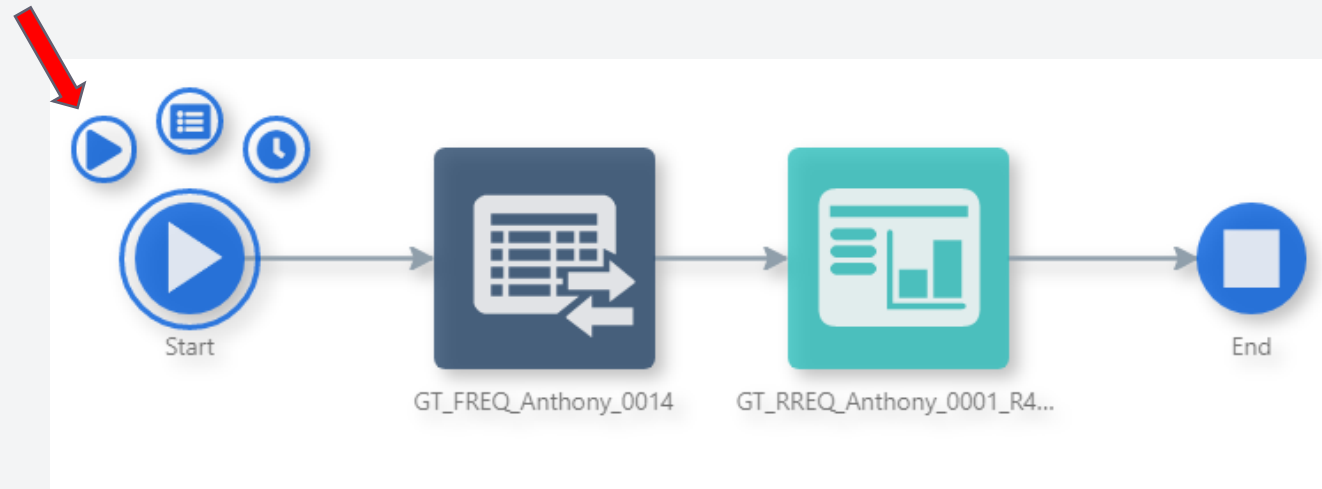 Start
GT_FREQ_Anthony_0014
GT_RREQ_Anthony_0001_R4...
End